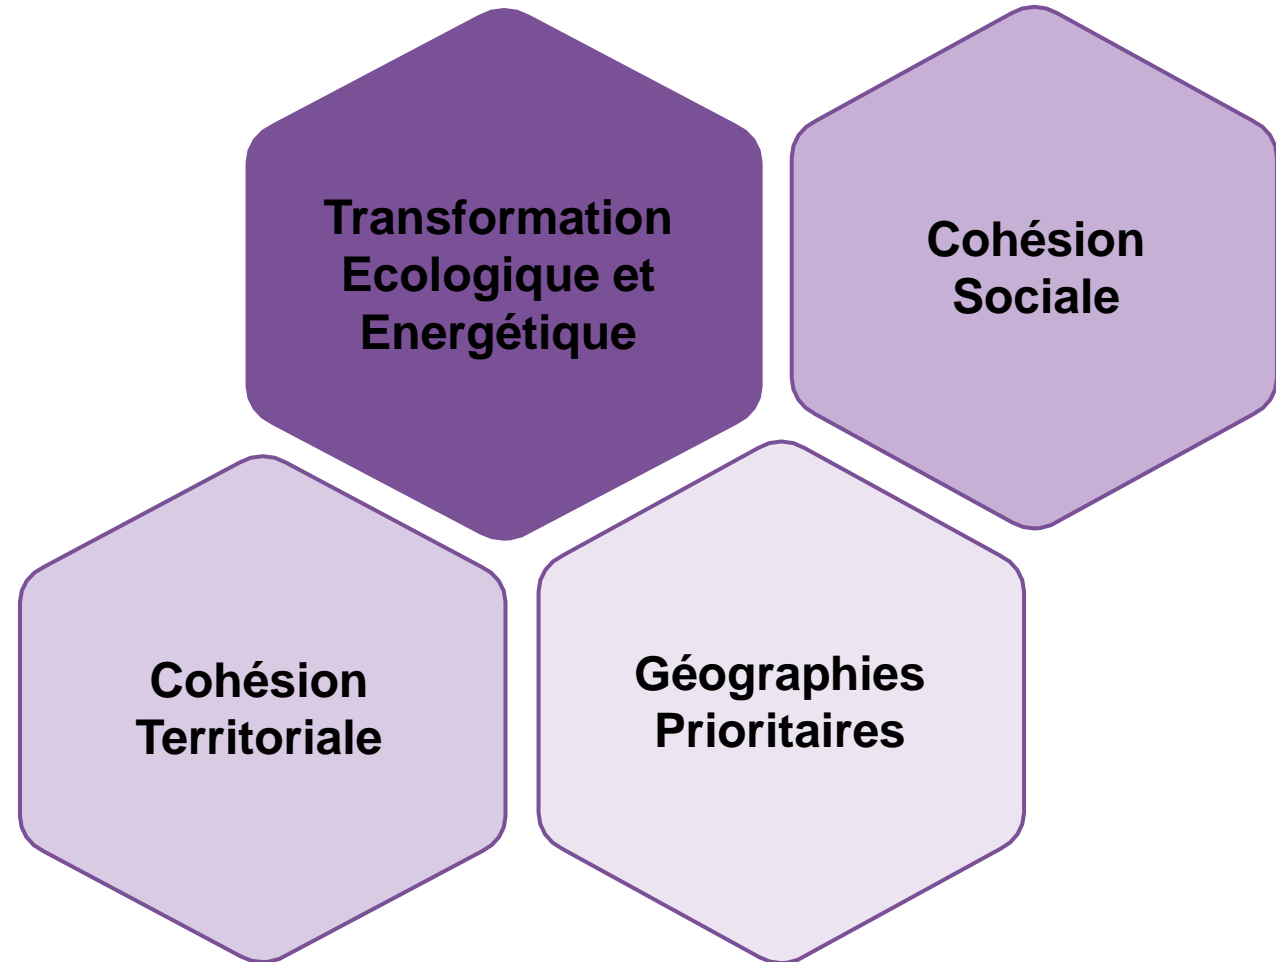 Transformation
Ecologique et
Energétique
Cohésion
Sociale
Cohésion
Territoriale
Géographies
Prioritaires